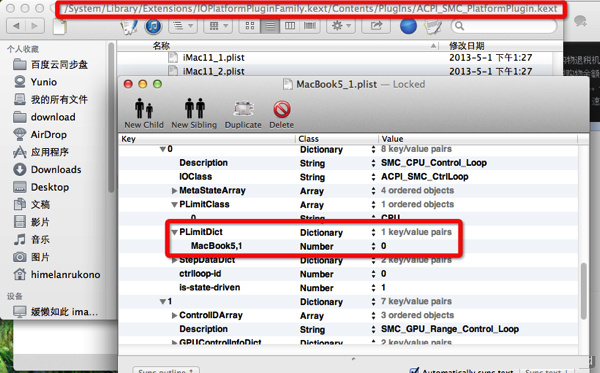 /System/Library/Extensions/IOPlatformPluginFamily.kext/Contents/PlugIns/ACPI_SMC_PlatformPlugin.kext
个人收藏
百度云同步盘
Yunio
我的所有文件
download
AirDrop
应用程序
Downloads
Desktop
文稿
影片
音乐
图片
himelanrukono
设备
名称
修改日期
iMac11_1.plist
2013-5-1 下午1:27
iMac11_2.plist
2013-5-1 下午1:27
MacBook5_1.plist — Locked
New Child
New Sibling
Duplicate
Delete
Key Class Value
0 Dictionary 8 key/value pairs
Description String SMC_CPU_Control_Loop
IOClass String ACPI_SMC_CtrlLoop
MetaStateArray Array 4 ordered objects
PLimitClass Array 1 ordered objects
0 String CPU
PLimitDict Dictionary 1 key/value pairs
MacBook5,1 Number 0
StepDataDict Dictionary 2 key/value pairs
ctrlloop-id Number 0
is-state-driven Number 1
1 Dictionary 7 key/value pairs
ControlIDArray Array 3 ordered objects
Description String SMC_GPU_Range_Control_Loop
GPUControlInfoDict Dictionary 2 key/value pairs
Sync outline ↑
Automatically sync text
Sync text ↓